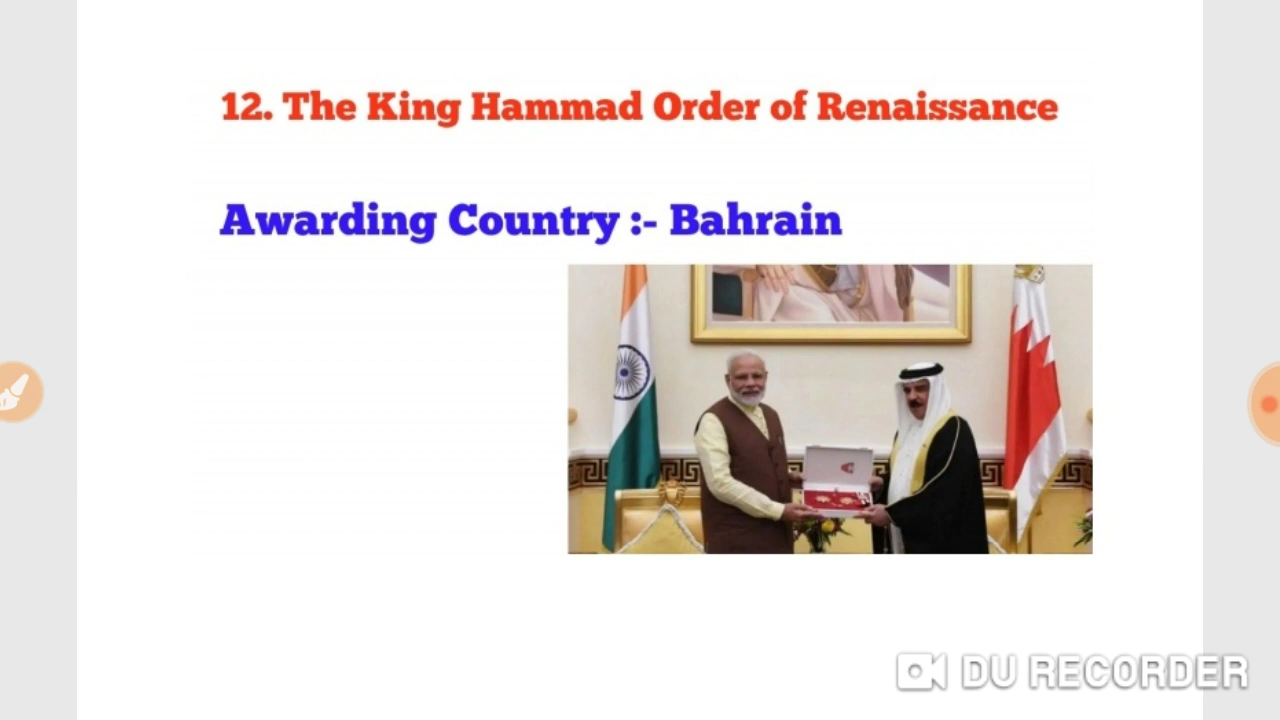 12. The King Hammad Order of Renaissance
Awarding Country :- Bahrain
DU RECORDER